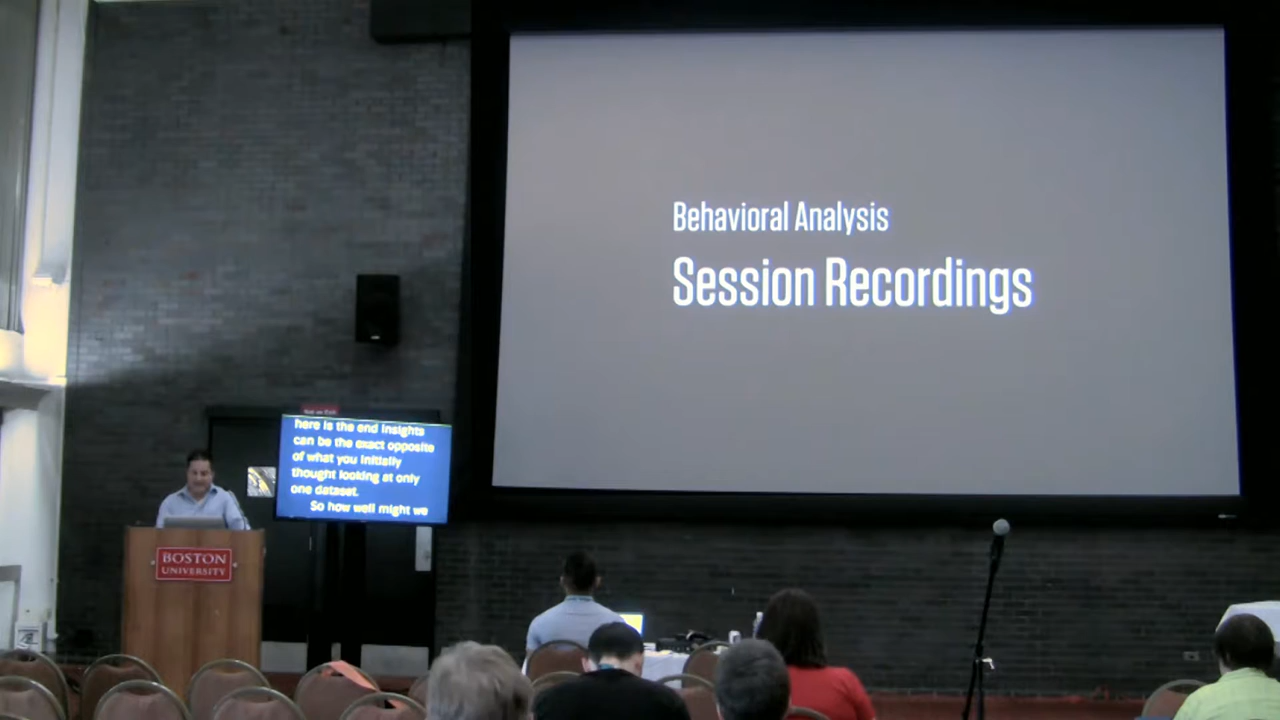 Behavioral Analysis
Session Recordings
here is the end insights
can be the exact opposite
of what you initially
thought looking at only
one dataset.
So how well might we
BOSTON
UNIVERSITY